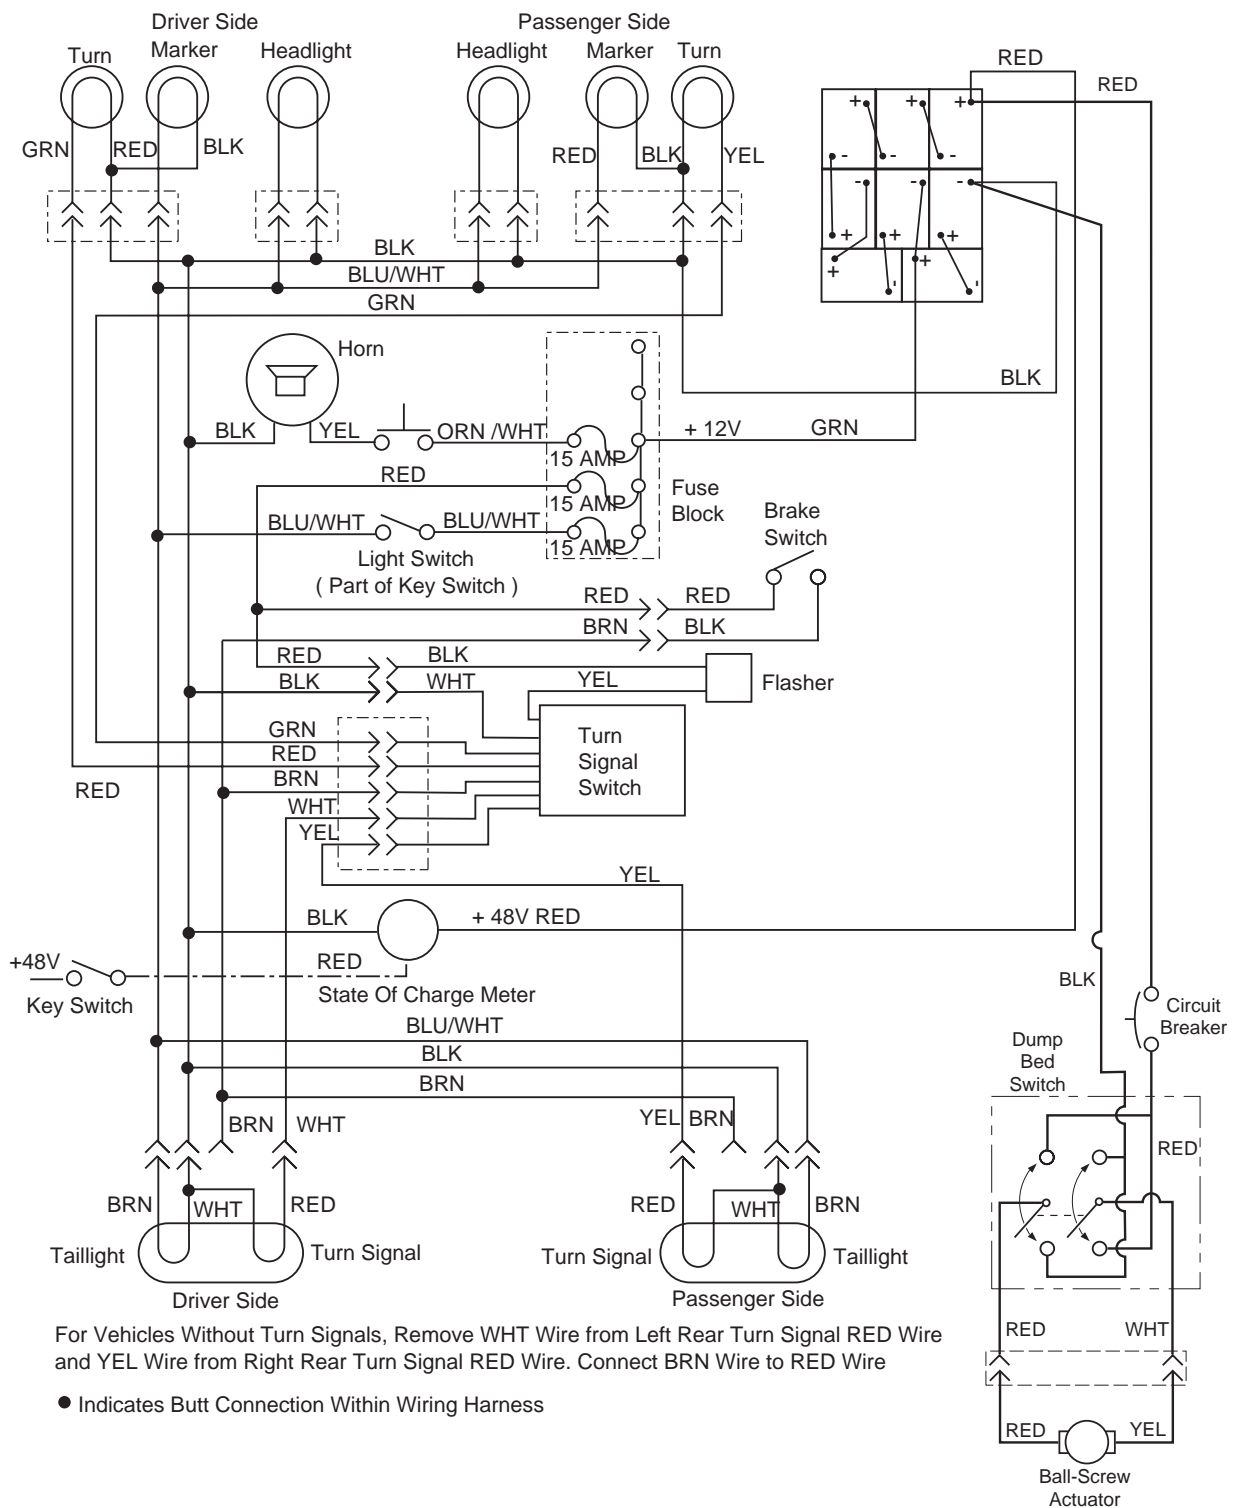 Driver Side
Passenger Side
Turn
Marker
Headlight
Headlight
Marker
Turn
RED
RED
GRN
RED
BLK
RED
BLK
YEL
+
+
+
-
-
-
-
-
-
+
+
+
+
+
-
-
BLK
BLU/WHT
GRN
Horn
BLK
BLK
YEL
ORN /WHT
+ 12V
GRN
15 AMP
RED
15 AMP
Fuse
Block
Brake
Switch
BLU/WHT
BLU/WHT
15 AMP
Light Switch
( Part of Key Switch )
RED
RED
BRN
BLK
RED
BLK
BLK
WHT
YEL
Flasher
GRN
RED
BRN
WHT
YEL
Turn
Signal
Switch
RED
YEL
BLK
+ 48V RED
+48V
RED
Key Switch
State Of Charge Meter
BLK
Circuit
Breaker
BLU/WHT
BLK
BRN
Dump
Bed
Switch
BRN
WHT
YEL
BRN
RED
BRN
WHT
RED
RED
WHT
BRN
Taillight
Turn Signal
Turn Signal
Taillight
Driver Side
Passenger Side
RED
WHT
For Vehicles Without Turn Signals, Remove WHT Wire from Left Rear Turn Signal RED Wire
and YEL Wire from Right Rear Turn Signal RED Wire. Connect BRN Wire to RED Wire
Indicates Butt Connection Within Wiring Harness
RED
YEL
Ball-Screw
Actuator